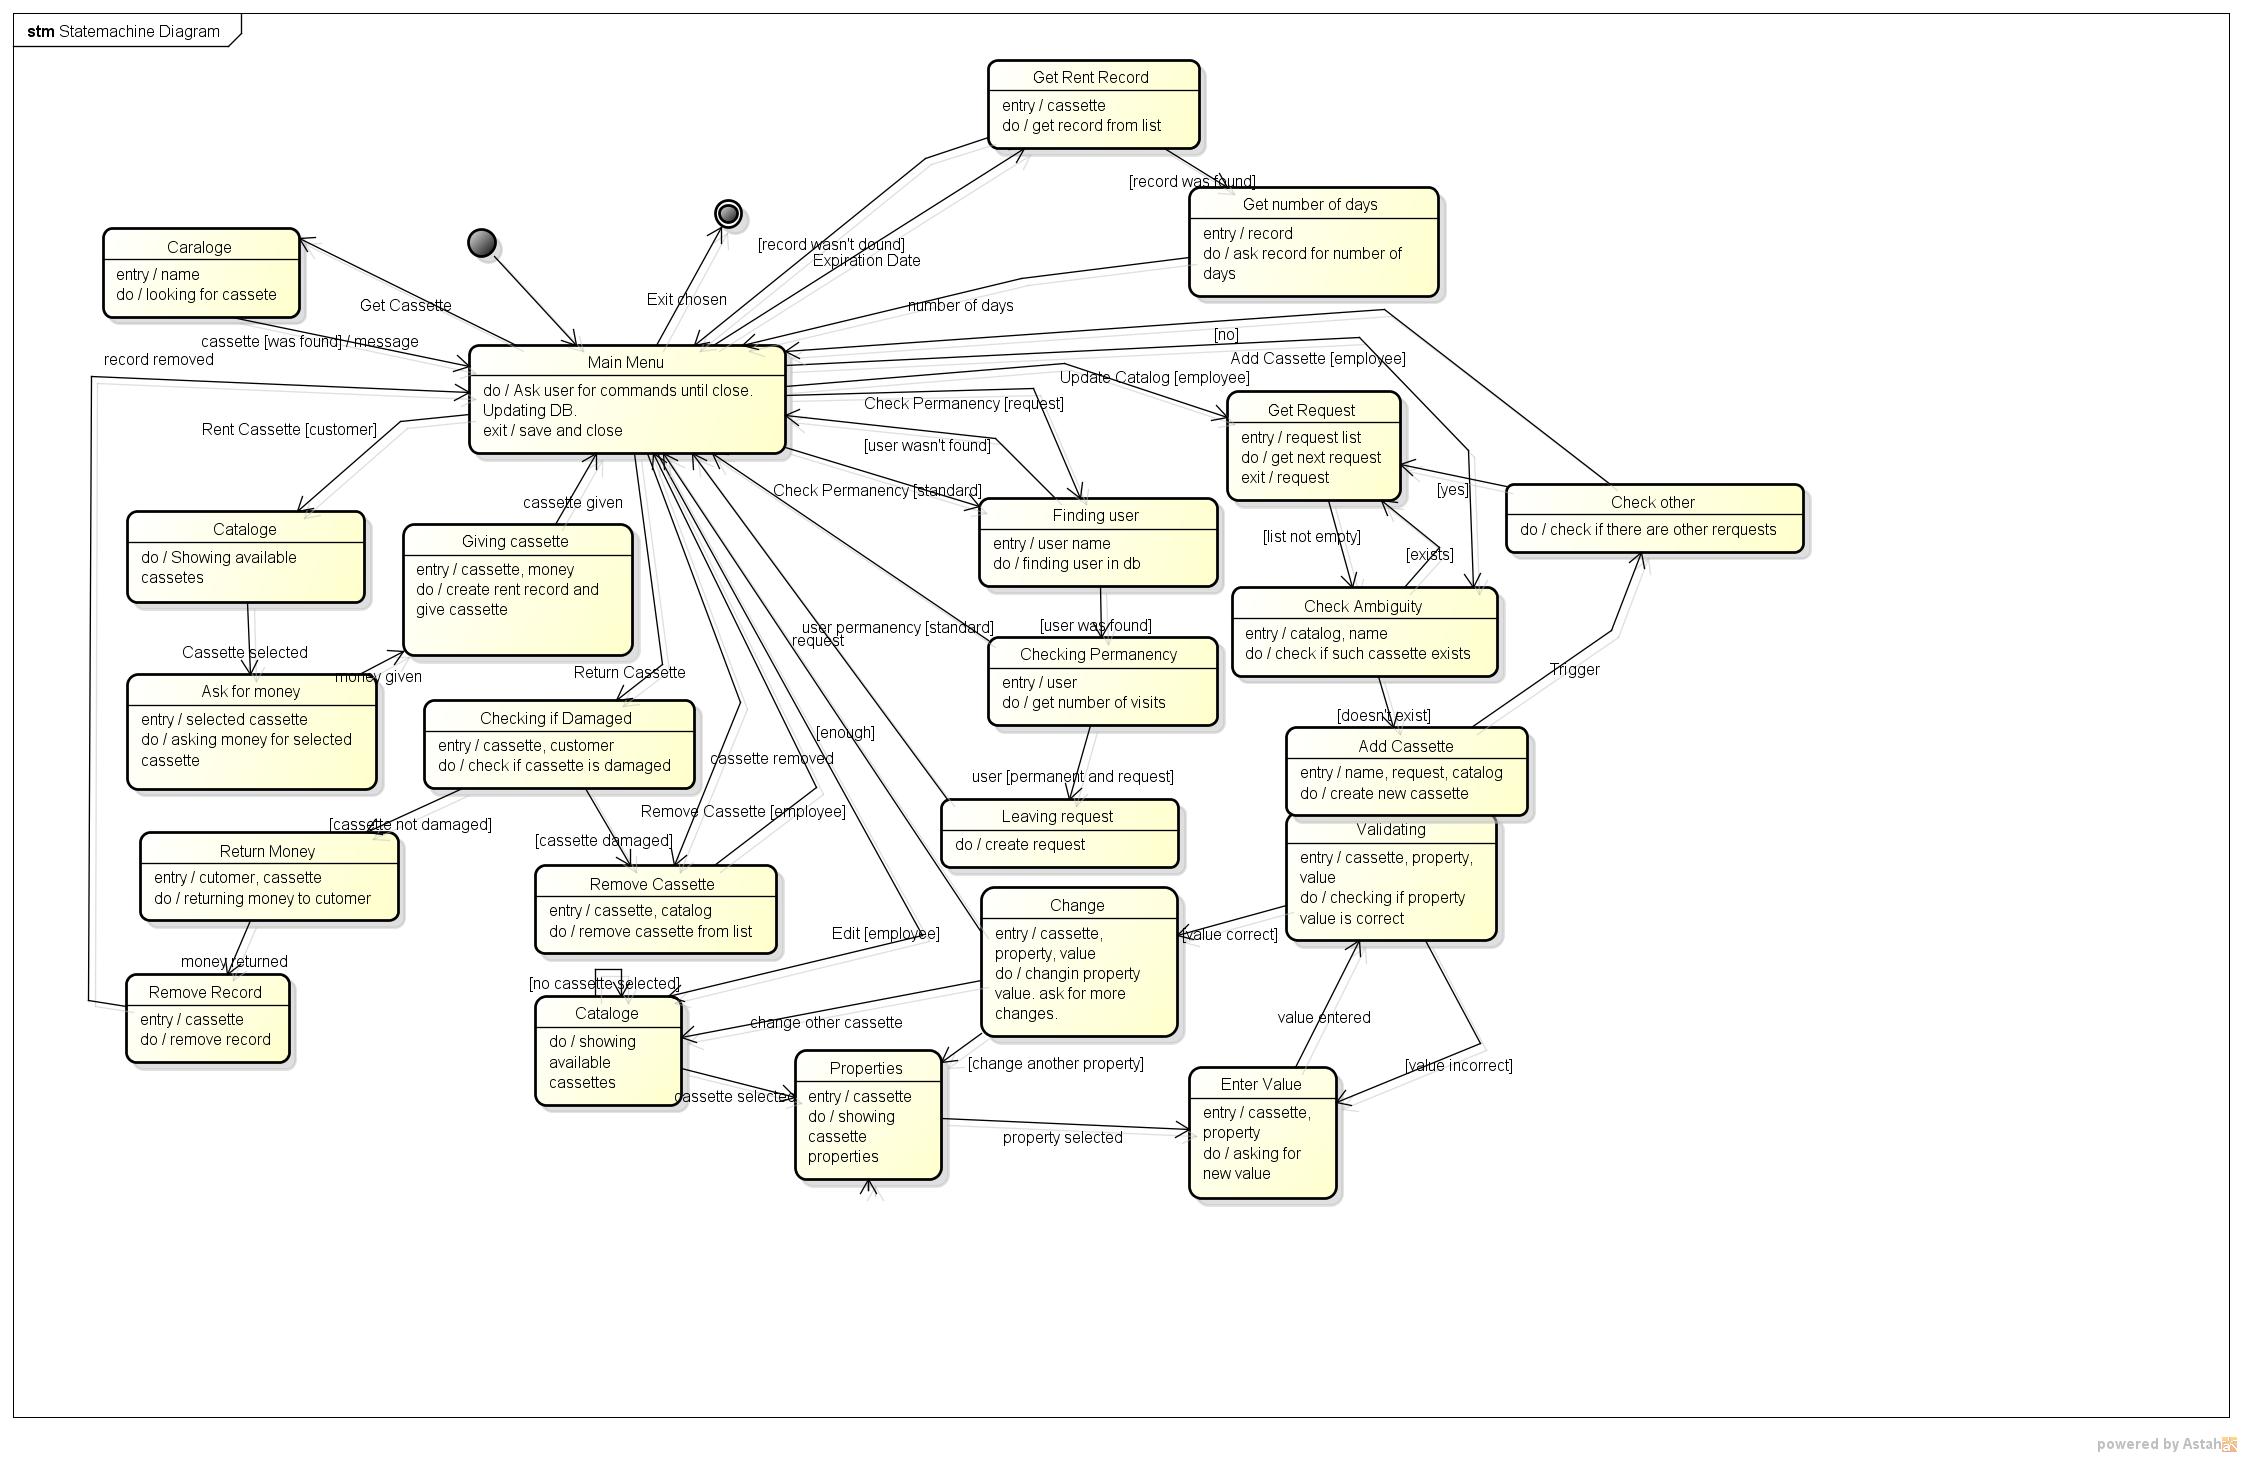 stm Statemachine Diagram
Get Rent Record
entry / cassette
do / get record from list
[record was found]
Get number of days
entry / record
do / ask record for number of
days
Caraloge
entry / name
do / looking for cassete
[record wasn't dound]
Expiration Date
Exit chosen
Get Cassette
number of days
cassette [was found] / message
record removed
[no]
Add Cassette [employee]
Main Menu
do / Ask user for commands until close.
Updating DB.
exit / save and close
Update Catalog [employee]
Check Permanency [request]
Get Request
entry / request list
do / get next request
exit / request
Rent Cassette [customer]
[user wasn't found]
Check Permanency [standard]
[yes]
Check other
do / check if there are other rerquests
cassette given
Cataloge
do / Showing available
cassetes
Giving cassette
entry / cassette, money
do / create rent record and
give cassette
Finding user
entry / user name
do / finding user in db
[list not empty]
[exists]
Check Ambiguity
entry / catalog, name
do / check if such cassette exists
user permanency [standard]
request
[user was found]
Cassette selected
Return Cassette
money given
Checking Permanency
entry / user
do / get number of visits
Trigger
Ask for money
entry / selected cassette
do / asking money for selected
cassette
Checking if Damaged
entry / cassette, customer
do / check if cassette is damaged
[enough]
cassette removed
[doesn't exist]
Add Cassette
entry / name, request, catalog
do / create new cassette
user [permanent and request]
Leaving request
do / create request
Remove Cassette [employee]
[cassette not damaged]
[cassette damaged]
Validating
entry / cassette, property,
value
do / checking if property
value is correct
Return Money
entry / cutomer, cassette
do / returning money to cutomer
Remove Cassette
entry / cassette, catalog
do / remove cassette from list
Change
entry / cassette,
property, value
do / changin property
value. ask for more
changes.
Edit [employee]
[value correct]
money returned
[no cassette selected]
Remove Record
entry / cassette
do / remove record
Cataloge
do / showing
available
cassettes
change other cassette
value entered
[change another property]
[value incorrect]
cassette selected
Properties
entry / cassette
do / showing
cassette
properties
property selected
Enter Value
entry / cassette,
property
do / asking for
new value
powered by Astah